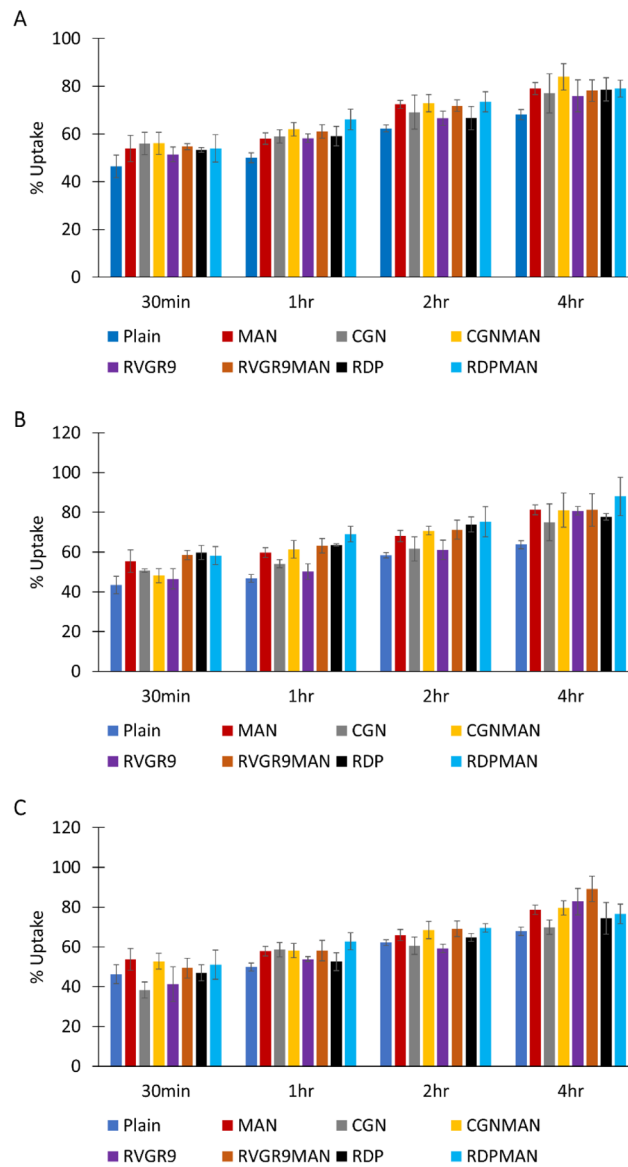 A
100
80
60
40
20
0
% Uptake
30min 1hr 2hr 4hr
Plain MAN CGN CGNMAN
RVGR9 RVGR9MAN RDP RDPMAN
B
120
100
80
60
40
20
0
% Uptake
30min 1hr 2hr 4hr
Plain MAN CGN CGNMAN
RVGR9 RVGR9MAN RDP RDPMAN
C
120
100
80
60
40
20
0
% Uptake
30min 1hr 2hr 4hr
Plain MAN CGN CGNMAN
RVGR9 RVGR9MAN RDP RDPMAN